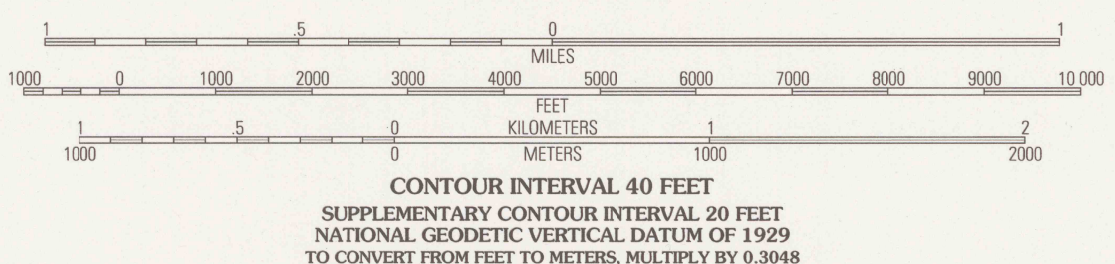 1 .5 0 1
MILES
1000 0 1000 2000 3000 4000 5000 6000 7000 8000 9000 10 000
FEET
1 .5 0 KILOMETERS 1 2
1000 0 METERS 1000 2000
CONTOUR INTERVAL 40 FEET
SUPPLEMENTARY CONTOUR INTERVAL 20 FEET
NATIONAL GEODETIC VERTICAL DATUM OF 1929
TO CONVERT FROM FEET TO METERS, MULTIPLY BY 0.3048